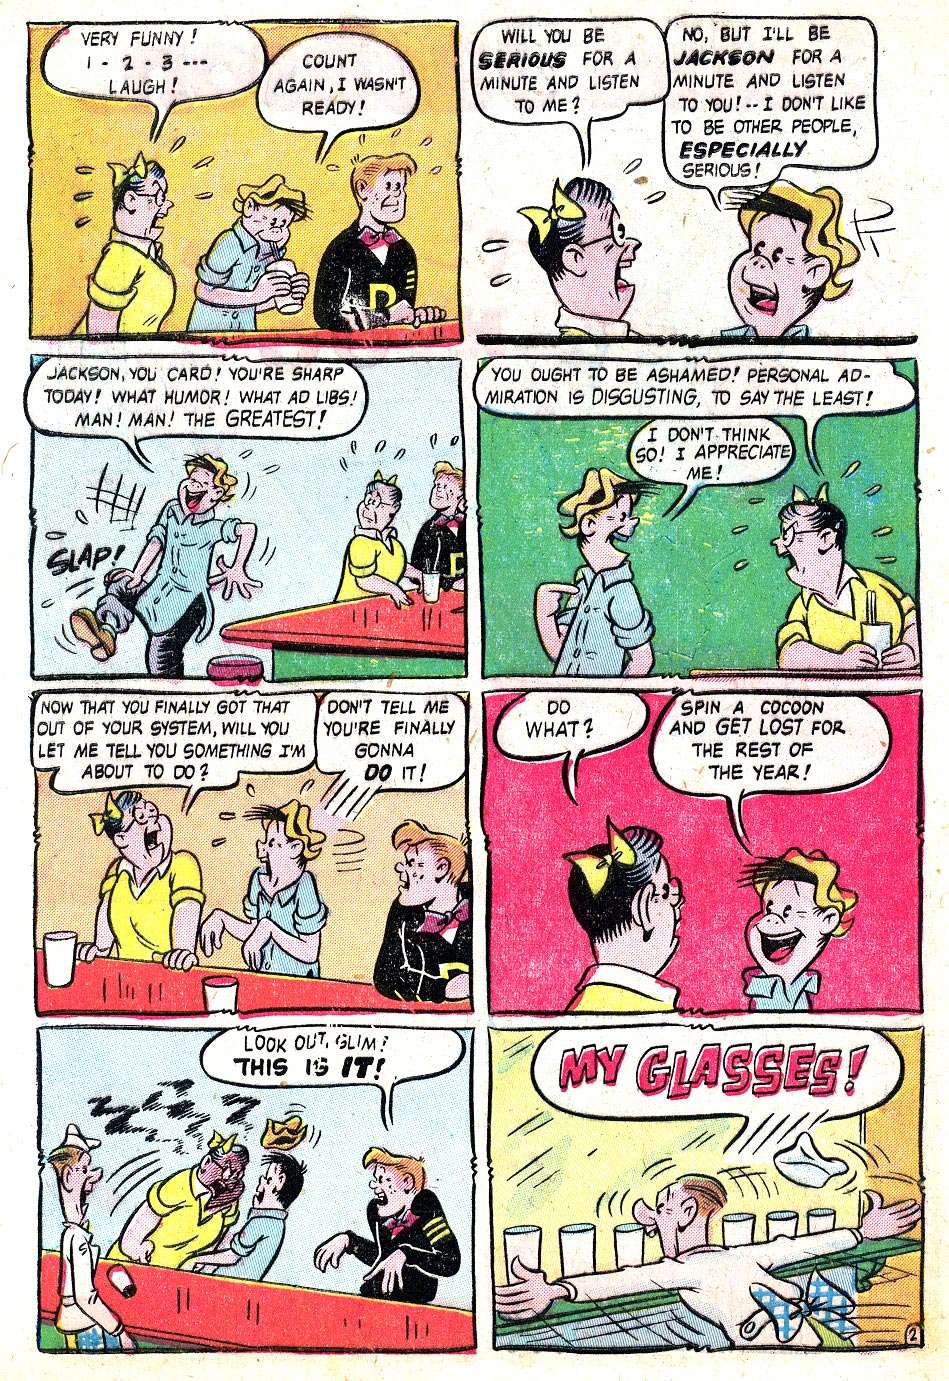 VERY FUNNY!
1 - 2 - 3 ---
LAUGH!
COUNT
AGAIN, I WASN'T
READY!
R
WILL YOU BE
SERIOUS FOR A
MINUTE AND LISTEN
TO ME?
NO, BUT I'LL BE
JACKSON FOR A
MINUTE AND LISTEN
TO YOU! -- I DON'T LIKE
TO BE OTHER PEOPLE,
ESPECIALLY
SERIOUS!
JACKSON, YOU CARD! YOU'RE SHARP
TODAY! WHAT HUMOR! WHAT AD LIBS!
MAN! MAN! THE GREATEST!
SLAP!
YOU OUGHT TO BE ASHAMED! PERSONAL AD-
MIRATION IS DISGUSTING, TO SAY THE LEAST!
I DON'T THINK
SO! I APPRECIATE
ME!
NOW THAT YOU FINALLY GOT THAT
OUT OF YOUR SYSTEM, WILL YOU
LET ME TELL YOU SOMETHING I'M
ABOUT TO DO?
DON'T TELL ME
YOU'RE FINALLY
GONNA
DO IT!
DO
WHAT?
SPIN A COCOON
AND GET LOST FOR
THE REST OF
THE YEAR!
LOOK OUT, SLIM!
THIS IS IT!
MY GLASSES!
2